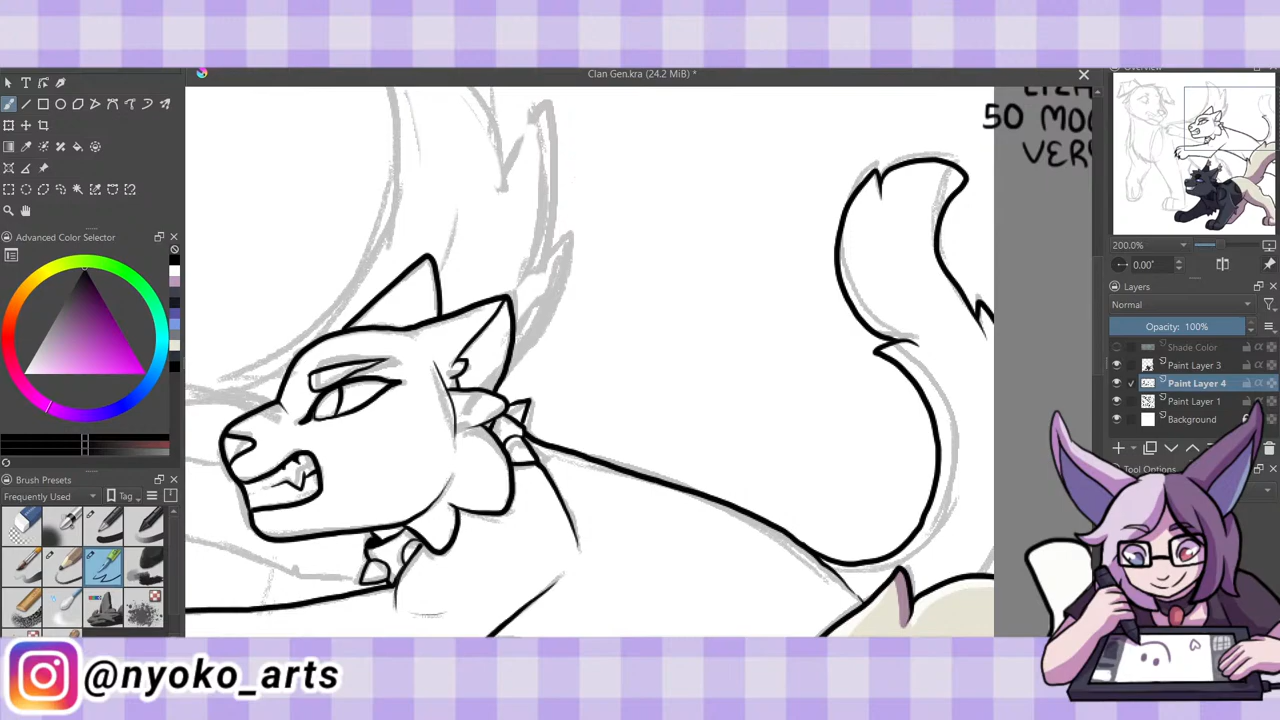 Clan Gen.kra (24.2 MiB) *
50 MO
VER
200.0%
0.00°
Advanced Color Selector
Layers
Normal
Opacity: 100%
Shade Color
Paint Layer 3
Paint Layer 4
Paint Layer 1
Background
Brush Presets
Frequently Used
Tag
@nyoko_arts